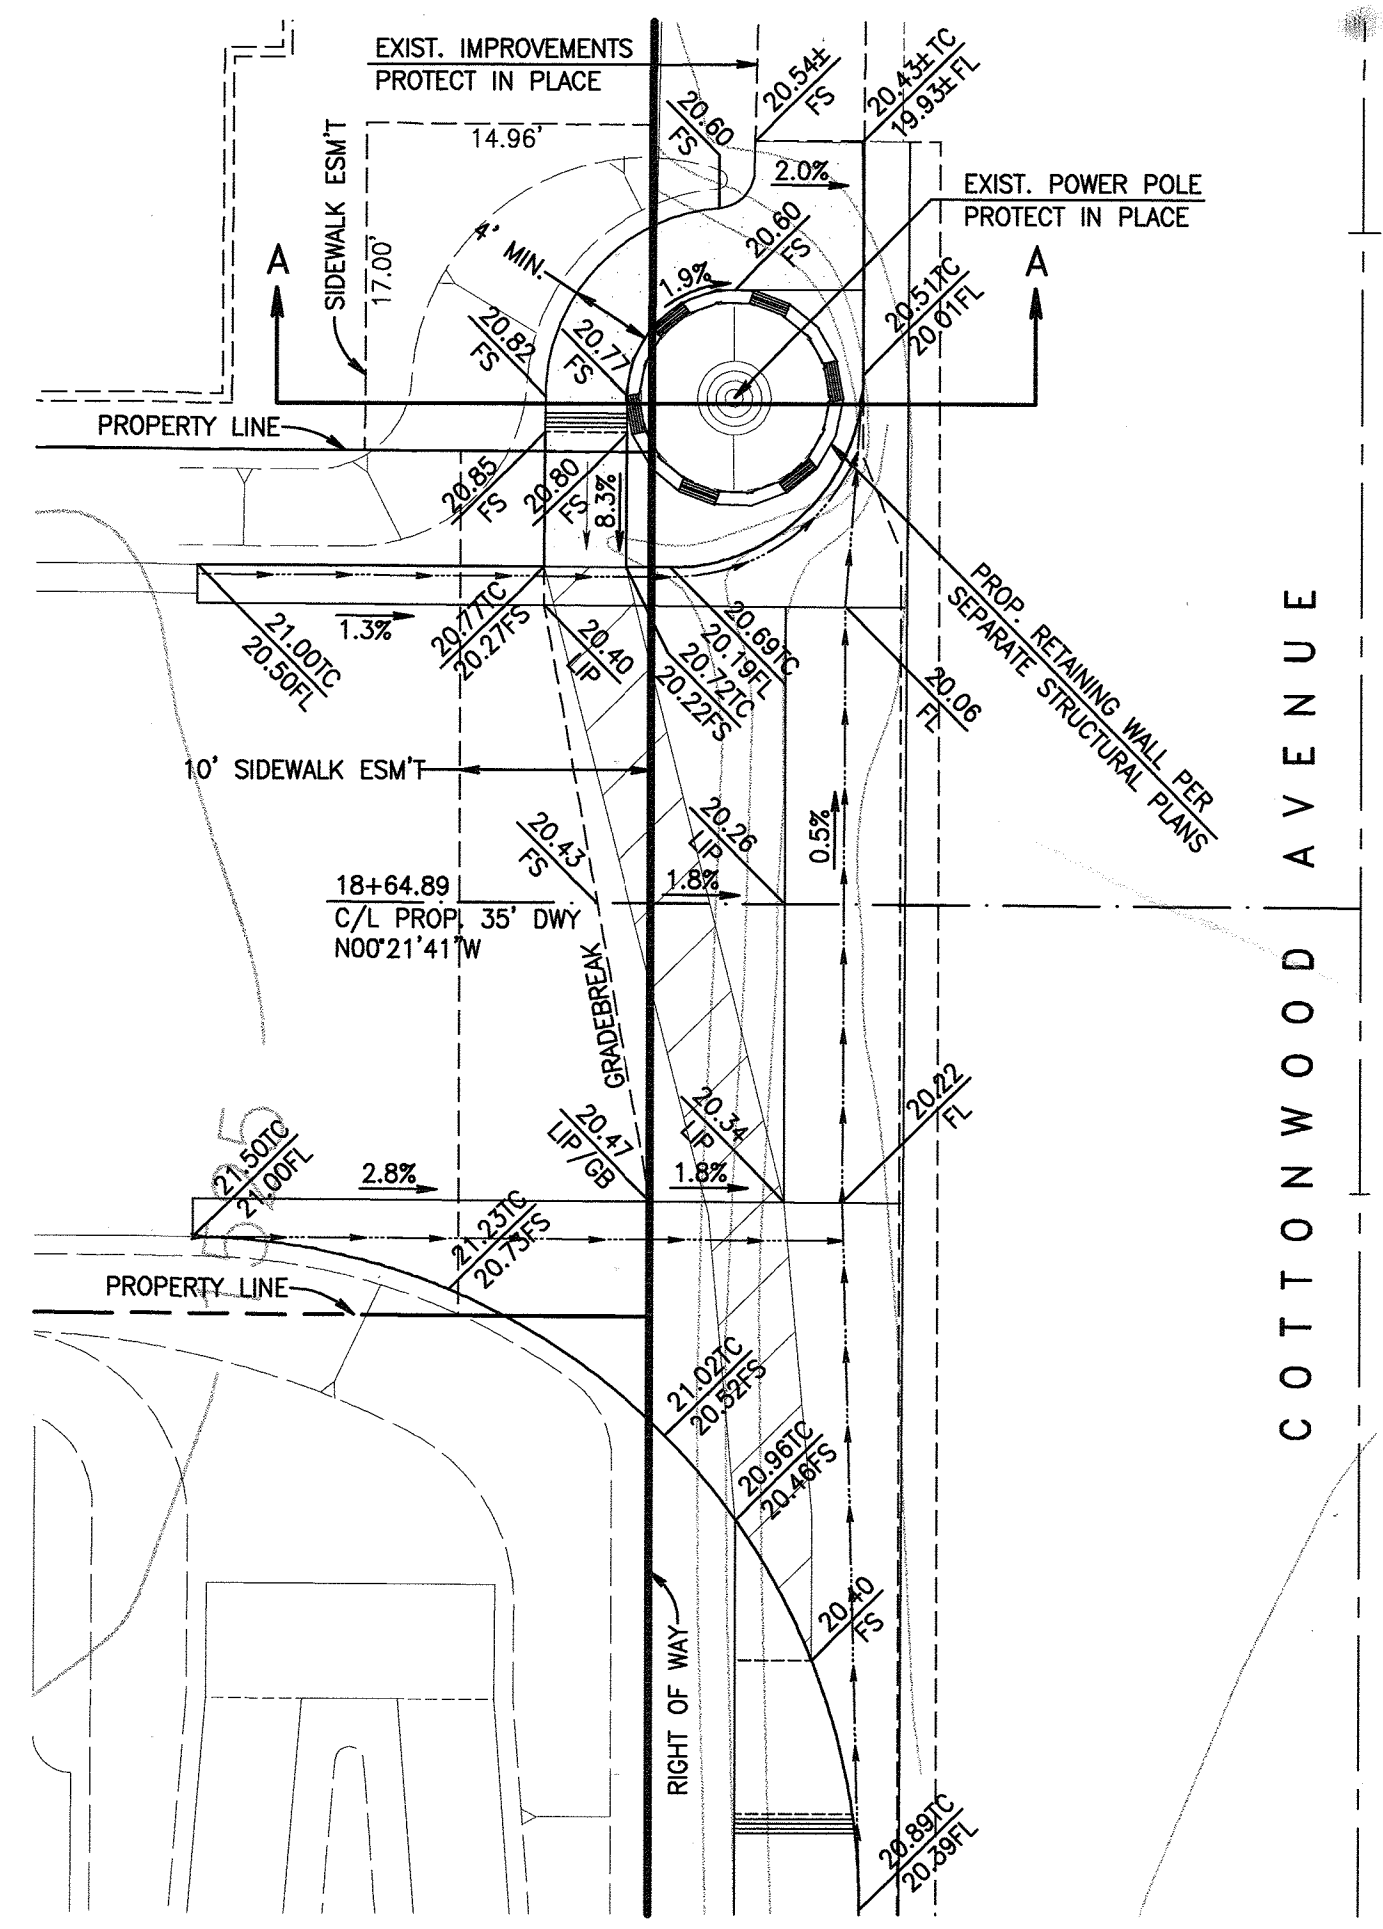 EXIST. IMPROVEMENTS
PROTECT IN PLACE
20.54±
FS
20.43±TC
19.93±FL
20.60
FS
14.96'
SIDEWALK ESM'T
17.00'
2.0%
EXIST. POWER POLE
PROTECT IN PLACE
4' MIN.
20.60
FS
A
A
1.9%
20.51TC
20.01FL
20.82
FS
20.77
FS
PROPERTY LINE
20.85
FS
20.80
FS
8.3%
PROP. RETAINING WALL PER
SEPARATE STRUCTURAL PLANS
21.00TC
20.50FL
1.3%
20.77TC
20.27FS
20.40
LIP
20.69TC
20.19FL
20.72TC
20.22FS
20.06
FL
10' SIDEWALK ESM'T
20.43
FS
20.26
LIP
0.5%
1.8%
18+64.89
C/L PROP. 35' DWY
N00°21'41"W
GRADEBREAK
COTTONWOOD AVENUE
20.47
LIP/GB
20.34
LIP
20.22
FL
1525
21.50TC
21.00FL
2.8%
1.8%
21.23TC
20.73FS
PROPERTY LINE
21.02TC
20.52FS
20.96TC
20.46FS
20.40
FS
RIGHT OF WAY
20.89TC
20.39FL